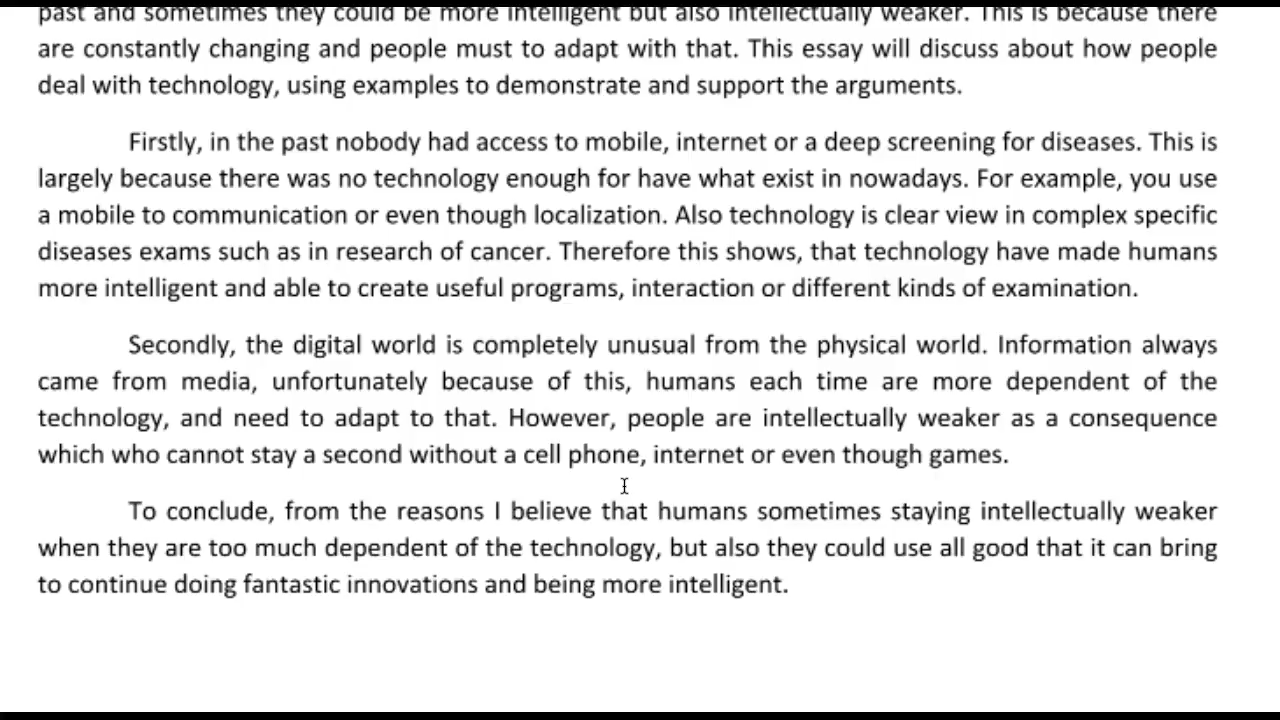 past and sometimes they could be more intelligent but also intellectually weaker. This is because there
are constantly changing and people must to adapt with that. This essay will discuss about how people
deal with technology, using examples to demonstrate and support the arguments.
Firstly, in the past nobody had access to mobile, internet or a deep screening for diseases. This is
largely because there was no technology enough for have what exist in nowadays. For example, you use
a mobile to communication or even though localization. Also technology is clear view in complex specific
diseases exams such as in research of cancer. Therefore this shows, that technology have made humans
more intelligent and able to create useful programs, interaction or different kinds of examination.
Secondly, the digital world is completely unusual from the physical world. Information always
came from media, unfortunately because of this, humans each time are more dependent of the
technology, and need to adapt to that. However, people are intellectually weaker as a consequence
which who cannot stay a second without a cell phone, internet or even though games.
To conclude, from the reasons I believe that humans sometimes staying intellectually weaker
when they are too much dependent of the technology, but also they could use all good that it can bring
to continue doing fantastic innovations and being more intelligent.